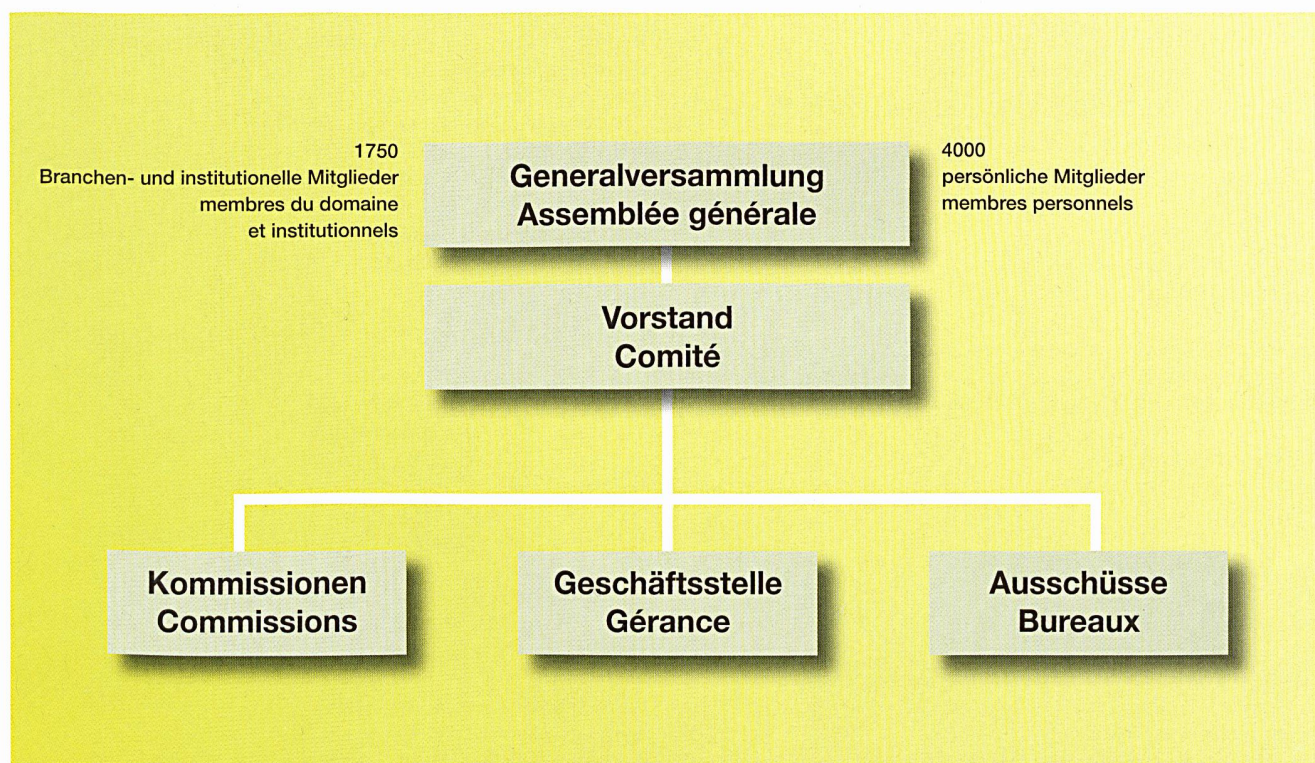 1750
Branchen- und institutionelle Mitglieder
membres du domaine
et institutionnels
Generalversammlung
Assemblée générale
4000
persönliche Mitglieder
membres personnels
Vorstand
Comité
Kommissionen
Commissions
Geschäftsstelle
Gérance
Ausschüsse
Bureaux